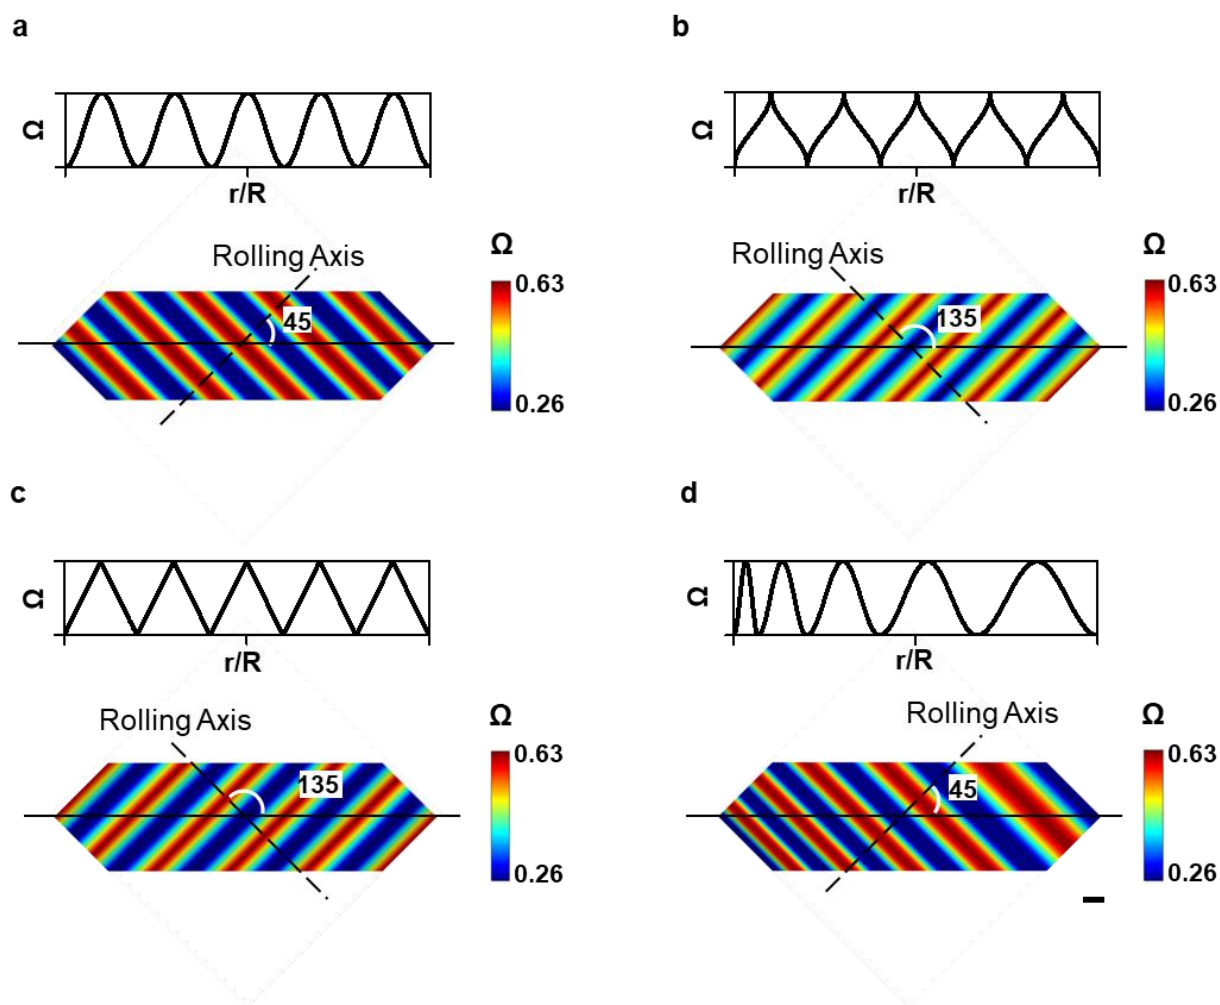 a
b
Ω
r/R
Ω
r/R
Rolling Axis
45
Ω
0.63
0.26
Rolling Axis
135
Ω
0.63
0.26
c
d
Ω
r/R
Ω
r/R
Rolling Axis
135
Ω
0.63
0.26
Rolling Axis
45
Ω
0.63
0.26